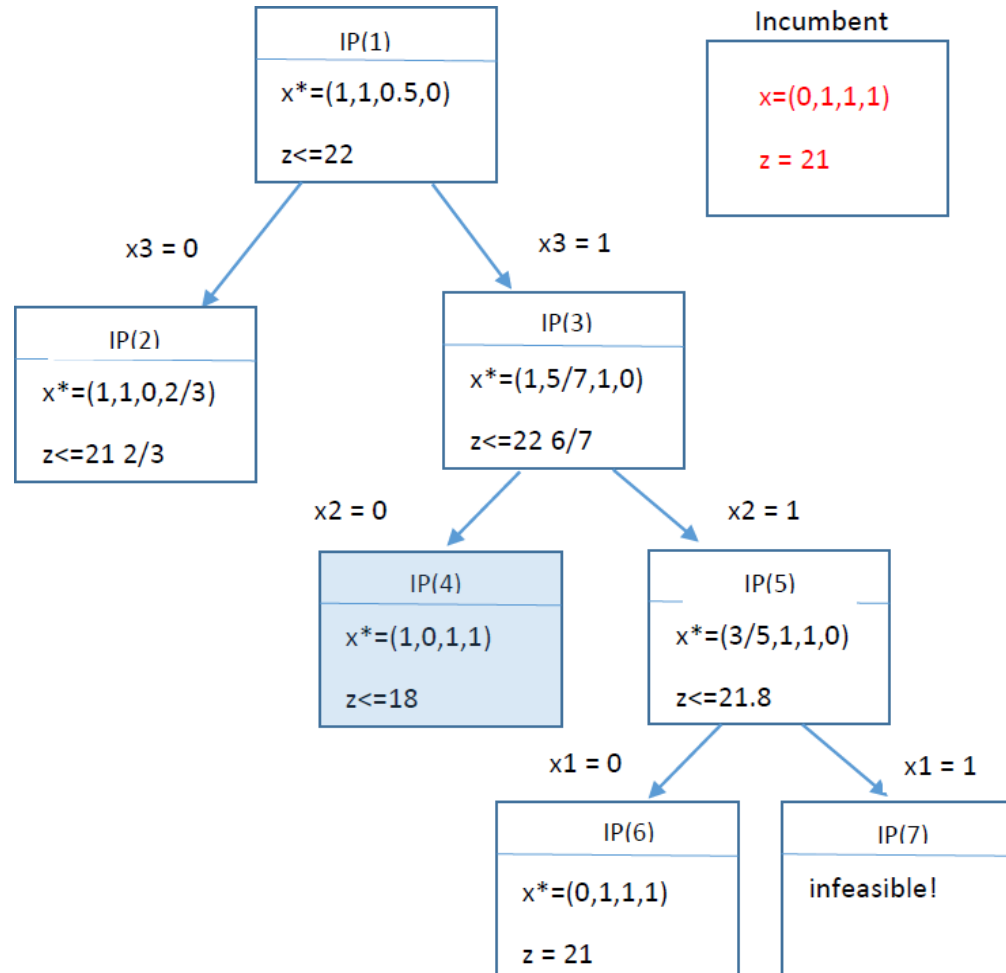 Incumbent
IP(1)
x*=(1,1,0.5,0)
z<=22
x=(0,1,1,1)
z = 21
x3 = 0
x3 = 1
IP(2)
x*=(1,1,0,2/3)
z<=21 2/3
IP(3)
x*=(1,5/7,1,0)
z<=22 6/7
x2 = 0
x2 = 1
IP(4)
x*=(1,0,1,1)
z<=18
IP(5)
x*=(3/5,1,1,0)
z<=21.8
x1 = 0
x1 = 1
IP(6)
x*=(0,1,1,1)
z = 21
IP(7)
infeasible!